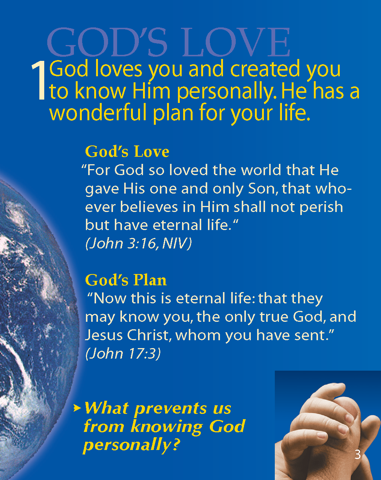 GOD'S LOVE
1 God loves you and created you
to know Him personally. He has a
wonderful plan for your life.
God's Love
“For God so loved the world that He
gave His one and only Son, that who-
ever believes in Him shall not perish
but have eternal life.“
(John 3:16, NIV)
God's Plan
“Now this is eternal life: that they
may know you, the only true God, and
Jesus Christ, whom you have sent.”
(John 17:3)
➤What prevents us
from knowing God
personally?
3